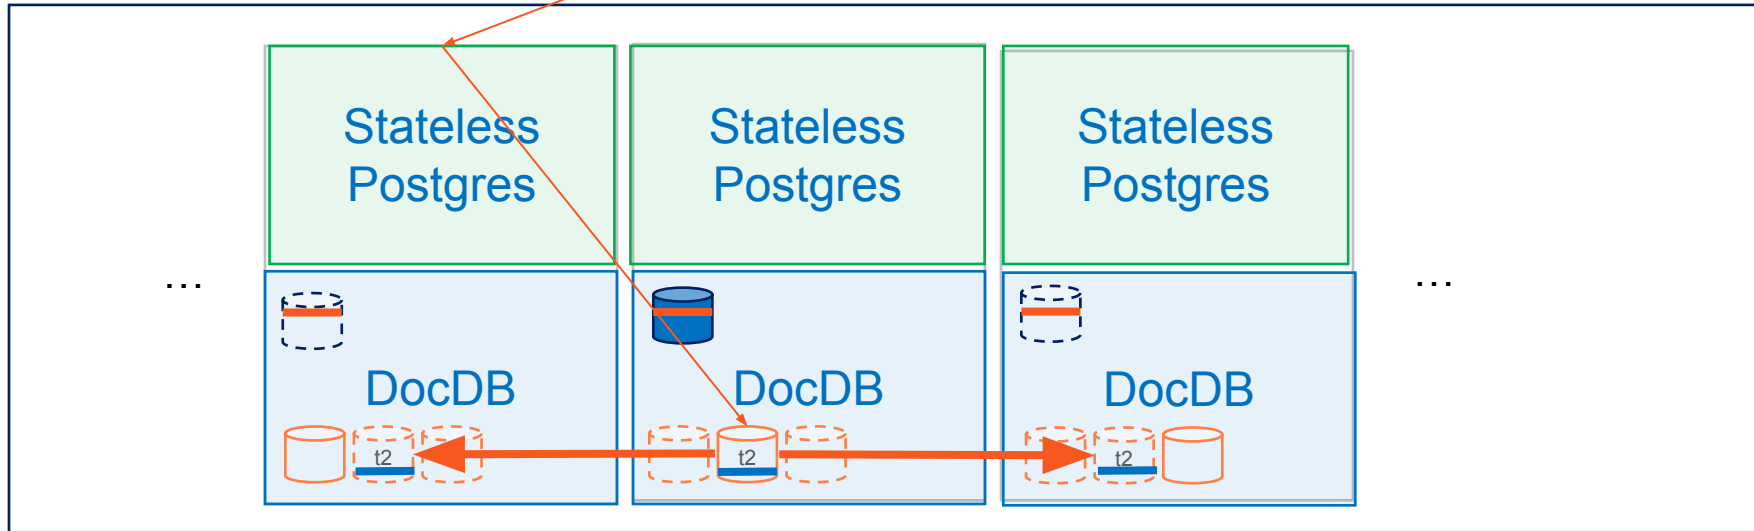 Stateless
Postgres
Stateless
Postgres
Stateless
Postgres
...
...
DocDB
DocDB
DocDB
t2
t2
t2